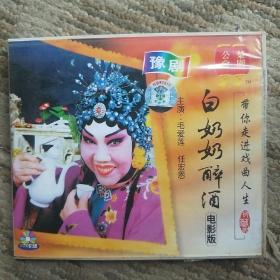 豫剧
主演：毛爱莲 任宏恩
白奶奶醉酒
电影版
带你走进戏曲人生